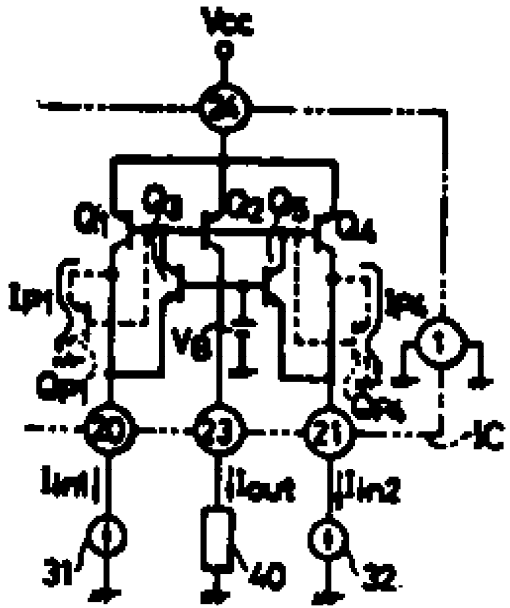 Vcc
24
Q1 Q3 Q2 Q5 Q4
IP1 IP4
VB 1
QP1 QP4
20 23 21 IC
Iin1 Iout Iin2
31 40 32